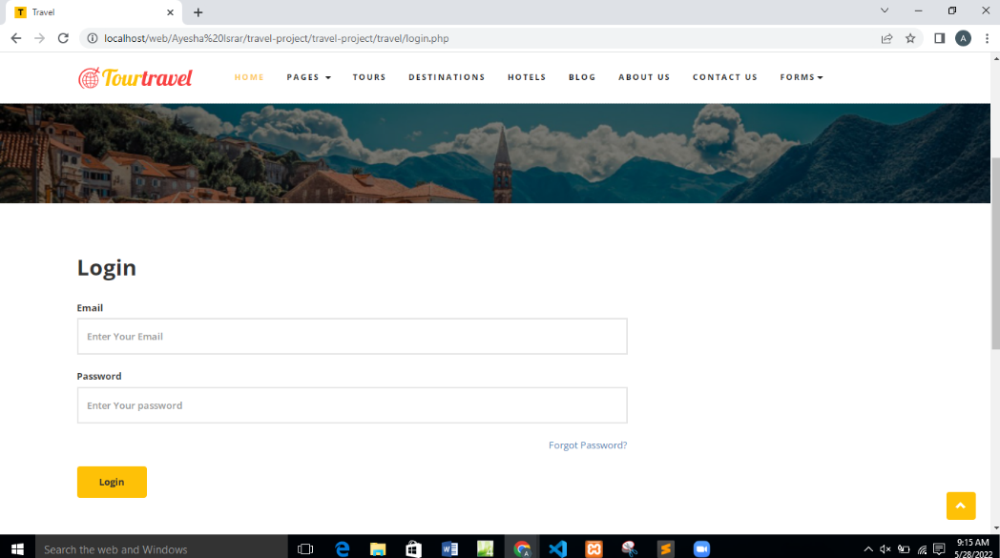 T Travel
localhost/web/Ayesha%20Israr/travel-project/travel-project/travel/login.php
A
Tourtravel
HOME PAGES TOURS DESTINATIONS HOTELS BLOG ABOUT US CONTACT US FORMS
Login
Email
Enter Your Email
Password
Enter Your password
Forgot Password?
Login
Search the web and Windows
9:15 AM
5/28/2022